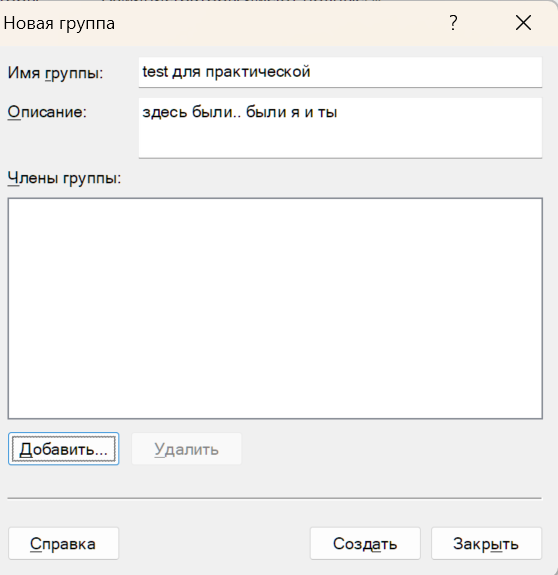 Новая группа
?
Имя группы: test для практической
Описание: здесь были.. были я и ты
Члены группы:
Добавить... Удалить
Справка Создать Закрыть